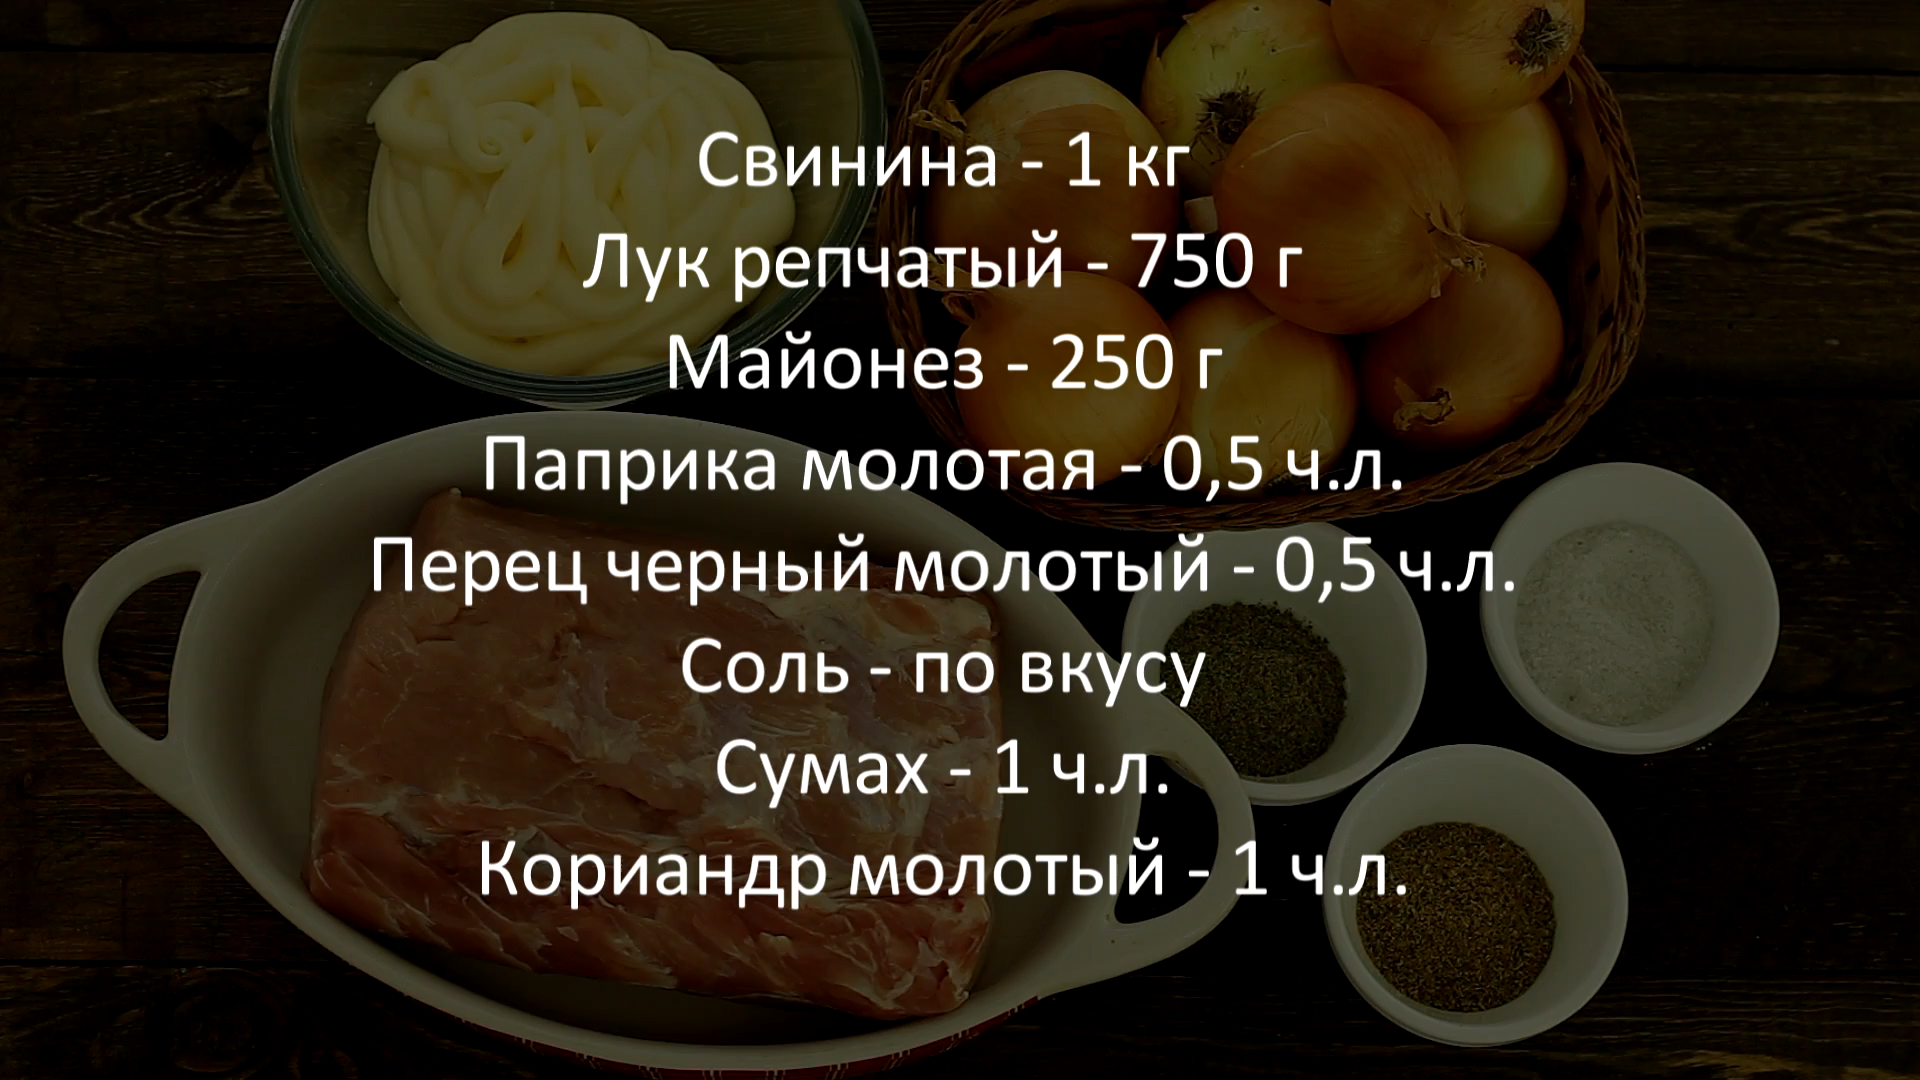 Свинина - 1 кг
Лук репчатый - 750 г
Майонез - 250 г
Паприка молотая - 0,5 ч.л.
Перец черный молотый - 0,5 ч.л.
Соль - по вкусу
Сумах - 1 ч.л.
Кориандр молотый - 1 ч.л.